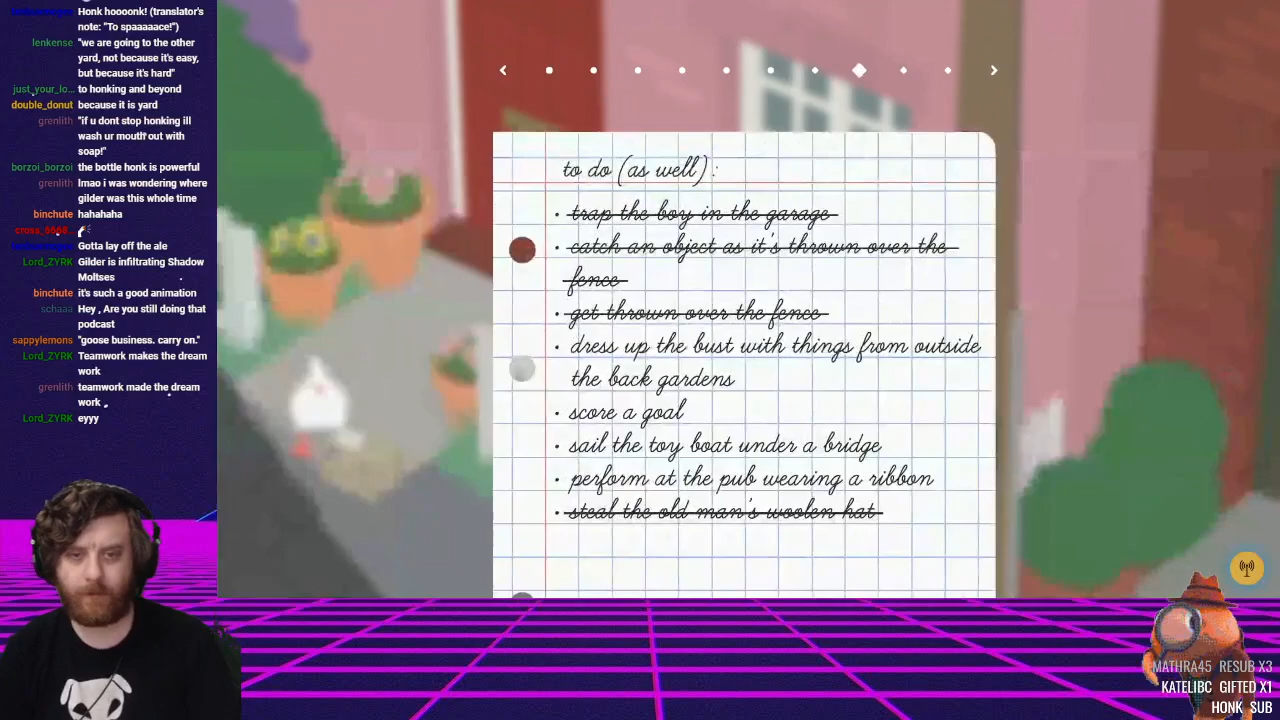 Honk hoooonk! (translator's
note: "To spaaaaace!")
lenkense "we are going to the other
yard, not because it's easy,
but because it's hard"
just_your_lo... to honking and beyond
double_donut because it is yard
grenlith "if u dont stop honking ill
wash ur mouth out with
soap!"
borzoi_borzoi the bottle honk is powerful
grenlith lmao i was wondering where
gilder was this whole time
binchute hahahaha
cross_6668...
Gotta lay off the ale
Lord_ZYRK Gilder is infiltrating Shadow
Moltses
binchute it's such a good animation
schaaa Hey , Are you still doing that
podcast
sappylemons "goose business. carry on."
Lord_ZYRK Teamwork makes the dream
work
grenlith teamwork made the dream
work
Lord_ZYRK eyyy
to do (as well) :
• trap the boy in the garage
• catch an object as it's thrown over the
fence
• get thrown over the fence
• dress up the bust with things from outside
the back gardens
• score a goal
• sail the toy boat under a bridge
• perform at the pub wearing a ribbon
• steal the old man's woolen hat
MATHRA45 RESUB X3
KATELIBC GIFTED X1
HONK SUB